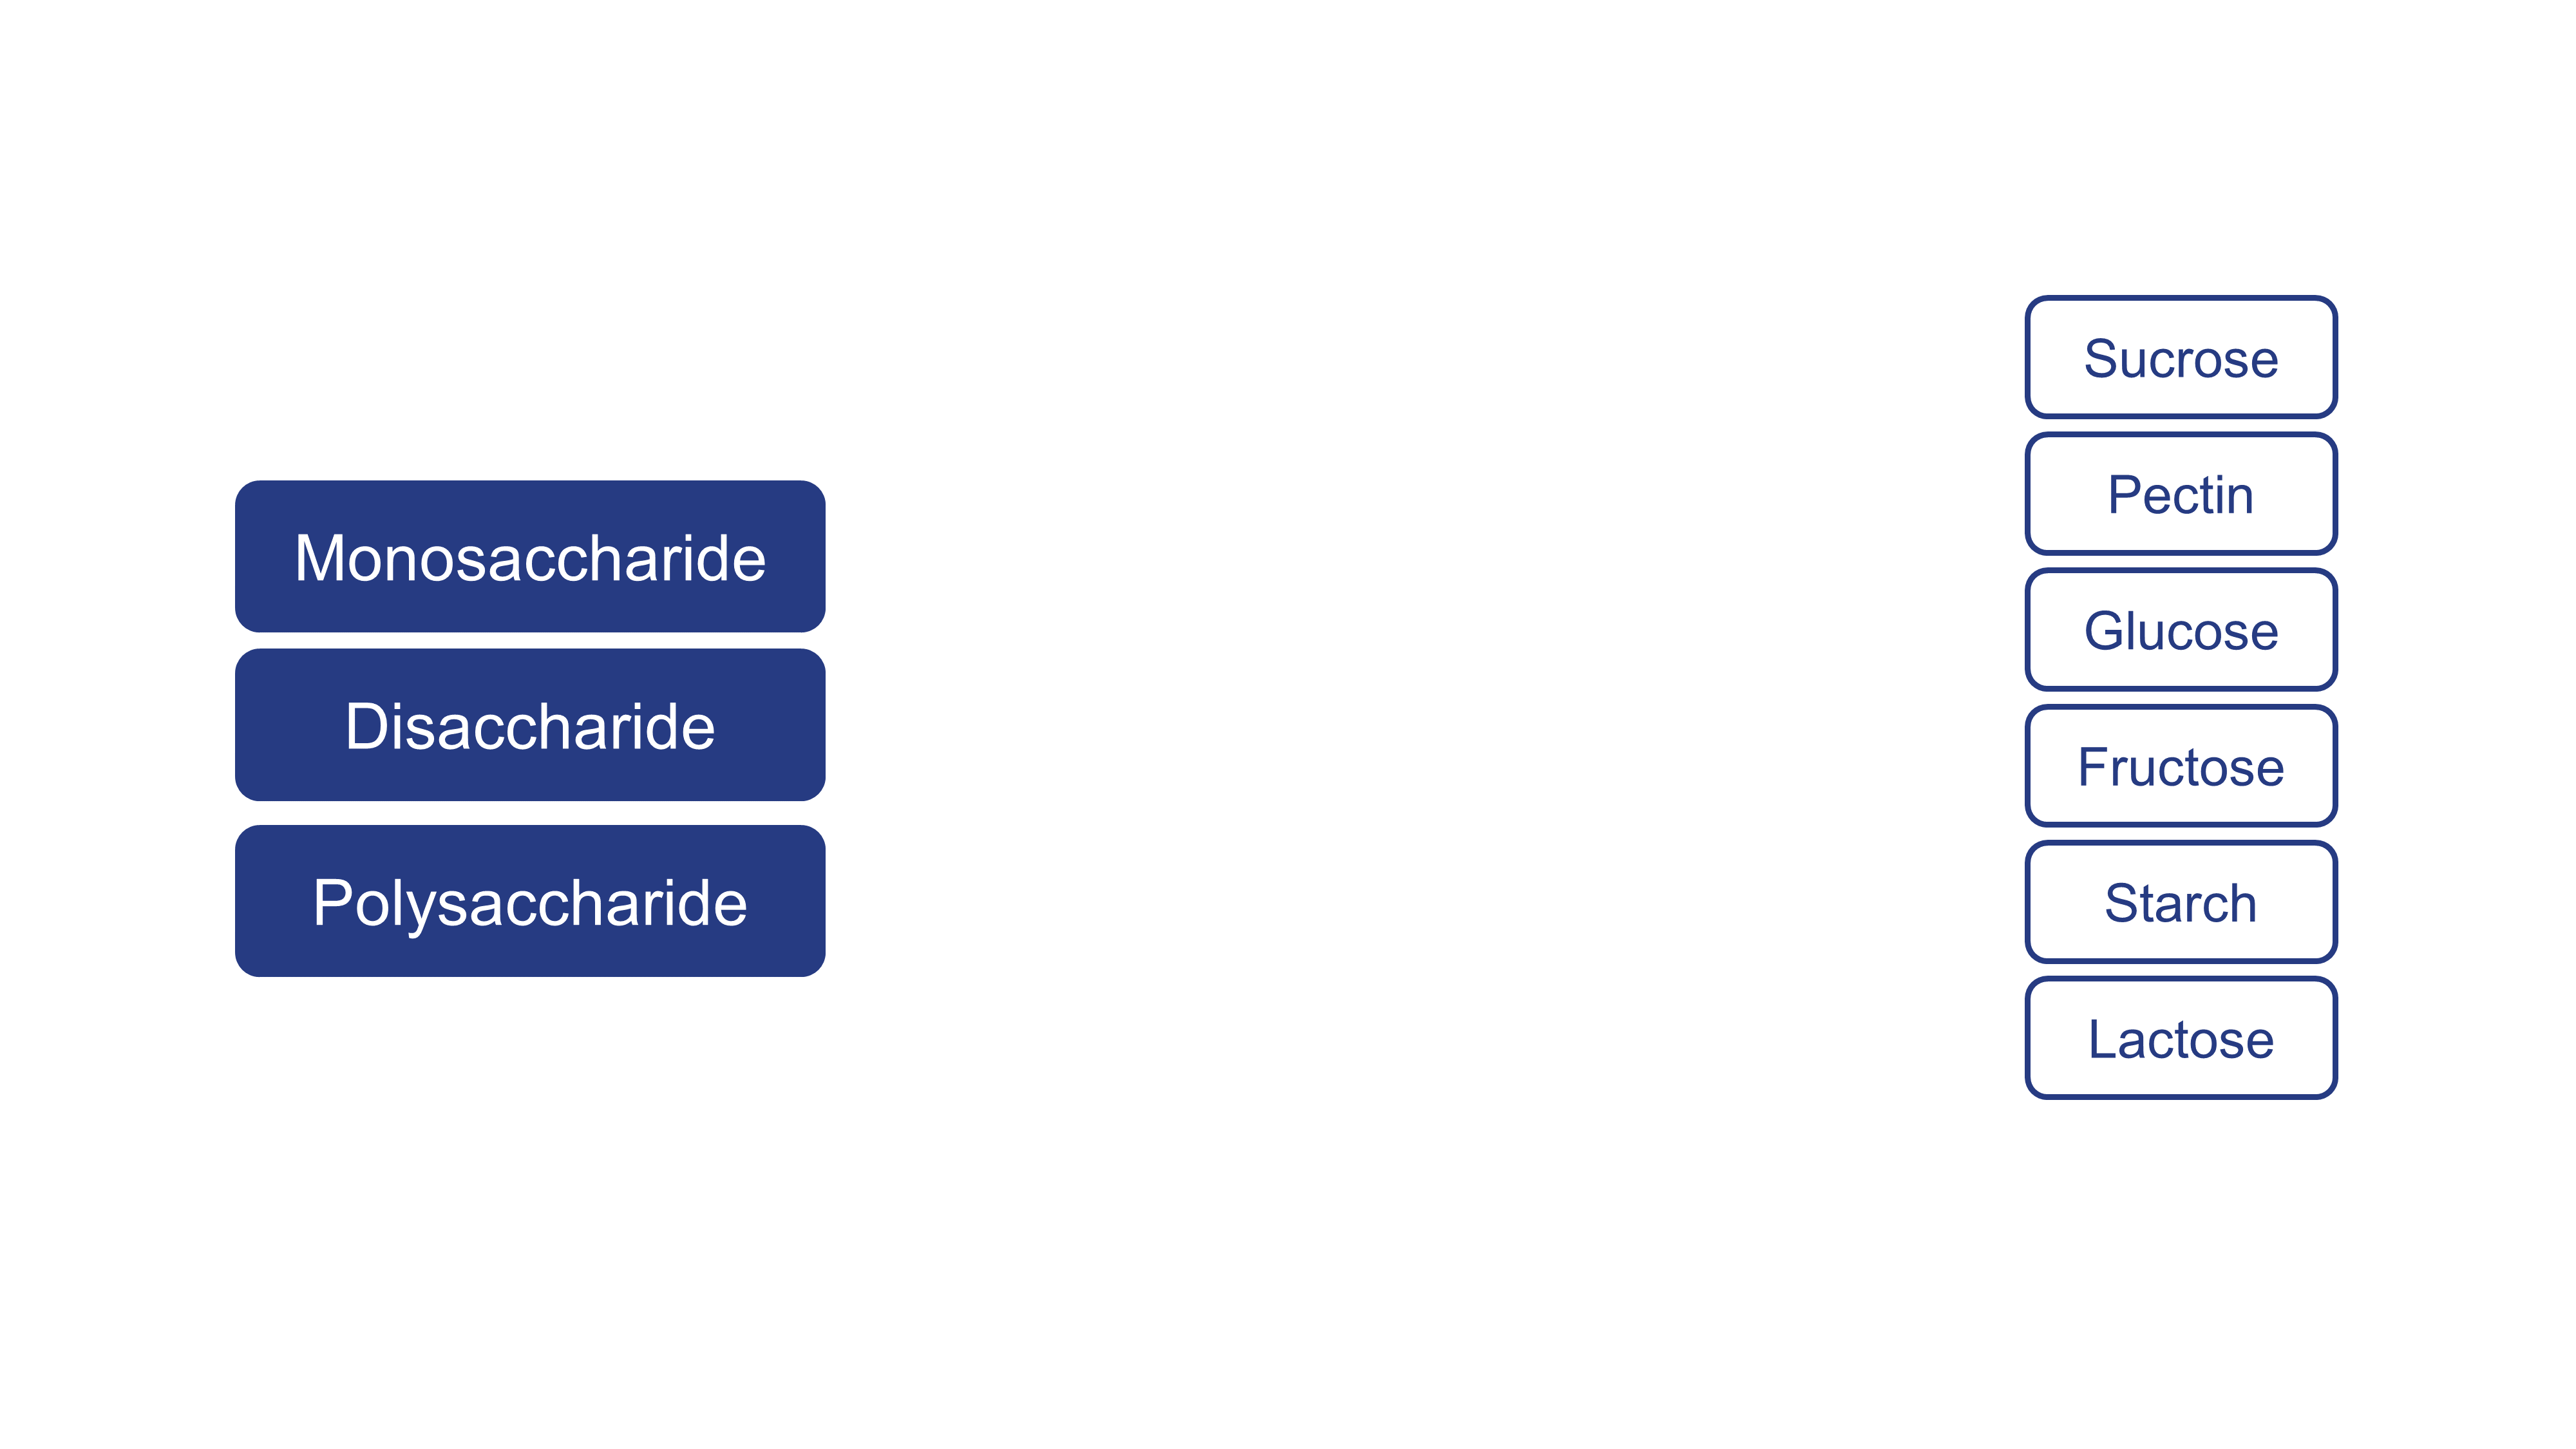 Monosaccharide
Disaccharide
Polysaccharide
Sucrose
Pectin
Glucose
Fructose
Starch
Lactose